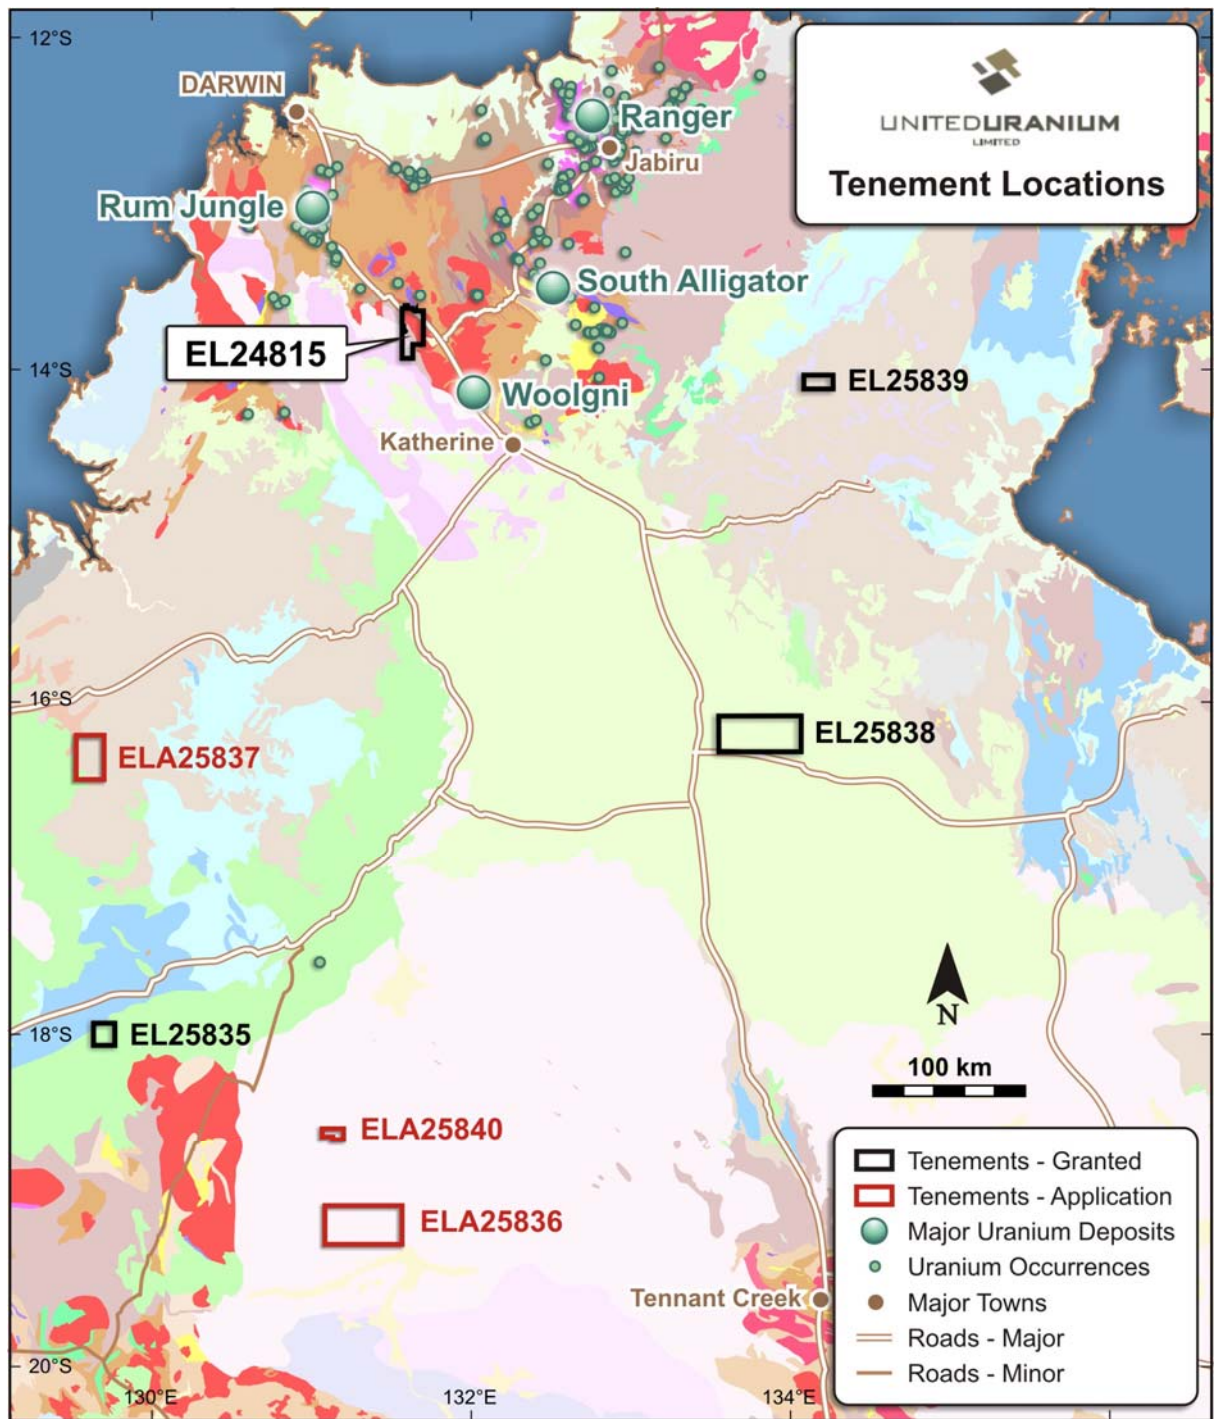 12°S
DARWIN
Ranger
Jabiru
UNITEDURANIUM
LIMITED
Tenement Locations
Rum Jungle
South Alligator
EL24815
14°S
EL25839
Woolgni
Katherine
16°S
ELA25837
EL25838
18°S
EL25835
N
100 km
ELA25840
ELA25836
Tennant Creek
Tenements - Granted
Tenements - Application
Major Uranium Deposits
Uranium Occurrences
Major Towns
Roads - Major
Roads - Minor
20°S
130°E
132°E
134°E